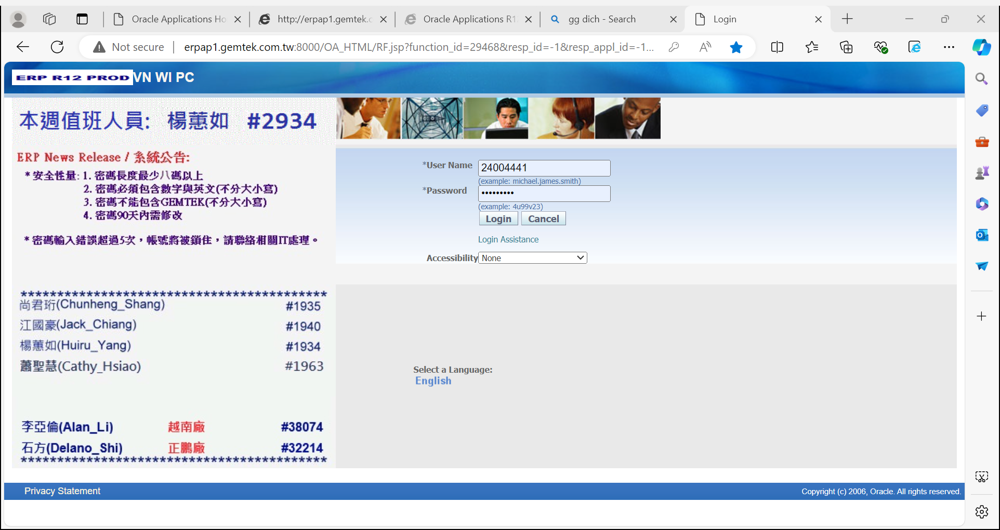 Oracle Applications Ho
http://erpap1.gemtek.c
Oracle Applications R1
gg dich - Search
Login
Not secure
erpap1.gemtek.com.tw:8000/OA_HTML/RF.jsp?function_id=29468&resp_id=-1&resp_appl_id=-1...
ERP R12 PROD VN WI PC
本週值班人員: 楊蕙如 #2934
ERP News Release / 系統公告:
*安全性量: 1. 密碼長度最少八碼以上
2. 密碼必須包含數字與英文(不分大小寫)
3. 密碼不能包含GEMTEK(不分大小寫)
4. 密碼90天內需修改
*密碼輸入錯誤超過5次，帳號將被鎖住，請聯絡相關IT處理。
*User Name 24004441
(example: michael.james.smith)
*Password •••••••••
(example: 4u99v23)
Login Cancel
Login Assistance
Accessibility None
******************************************
尚君珩(Chunheng_Shang) #1935
江國豪(Jack_Chiang) #1940
楊蕙如(Huiru_Yang) #1934
蕭聖慧(Cathy_Hsiao) #1963
李亞倫(Alan_Li) 越南廠 #38074
石方(Delano_Shi) 正鵬廠 #32214
******************************************
Select a Language:
English
Privacy Statement
Copyright (c) 2006, Oracle. All rights reserved.